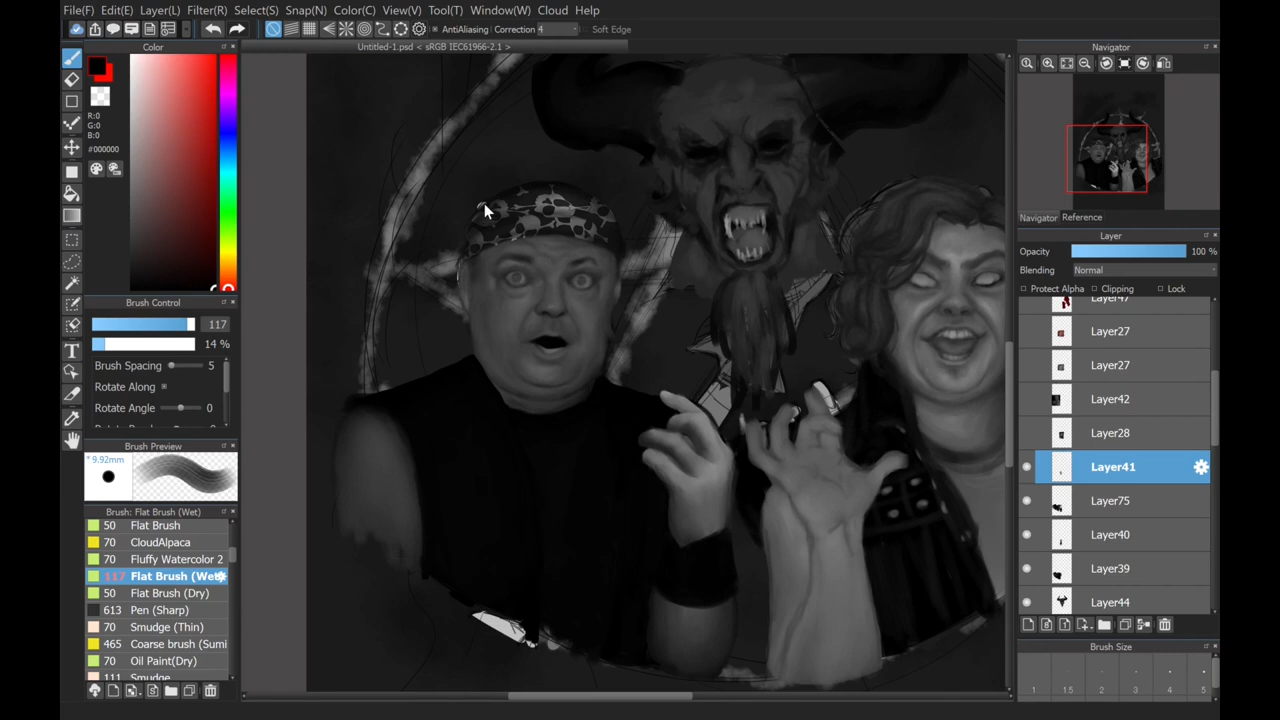 File(F) Edit(E) Layer(L) Filter(R) Select(S) Snap(N) Color(C) View(V) Tool(T) Window(W) Cloud Help
AntiAliasing Correction 4 Soft Edge
Color
Untitled-1.psd < sRGB IEC61966-2.1 >
Navigator
R:0
G:0
B:0
#000000
Navigator Reference
Layer
Opacity 100 %
Blending Normal
Protect Alpha Clipping Lock
Layer47
Layer27
Layer27
Layer42
Layer28
Layer41
Layer75
Layer40
Layer39
Layer44
Brush Size
1 1.5 2 3 4 5
Brush Control
117
14 %
Brush Spacing 5
Rotate Along
Rotate Angle 0
Brush Preview
* 9.92mm
Brush: Flat Brush (Wet)
50 Flat Brush
70 CloudAlpaca
70 Fluffy Watercolor 2
117 Flat Brush (Wet
50 Flat Brush (Dry)
613 Pen (Sharp)
70 Smudge (Thin)
465 Coarse brush (Sumi
70 Oil Paint(Dry)
111 Smudge